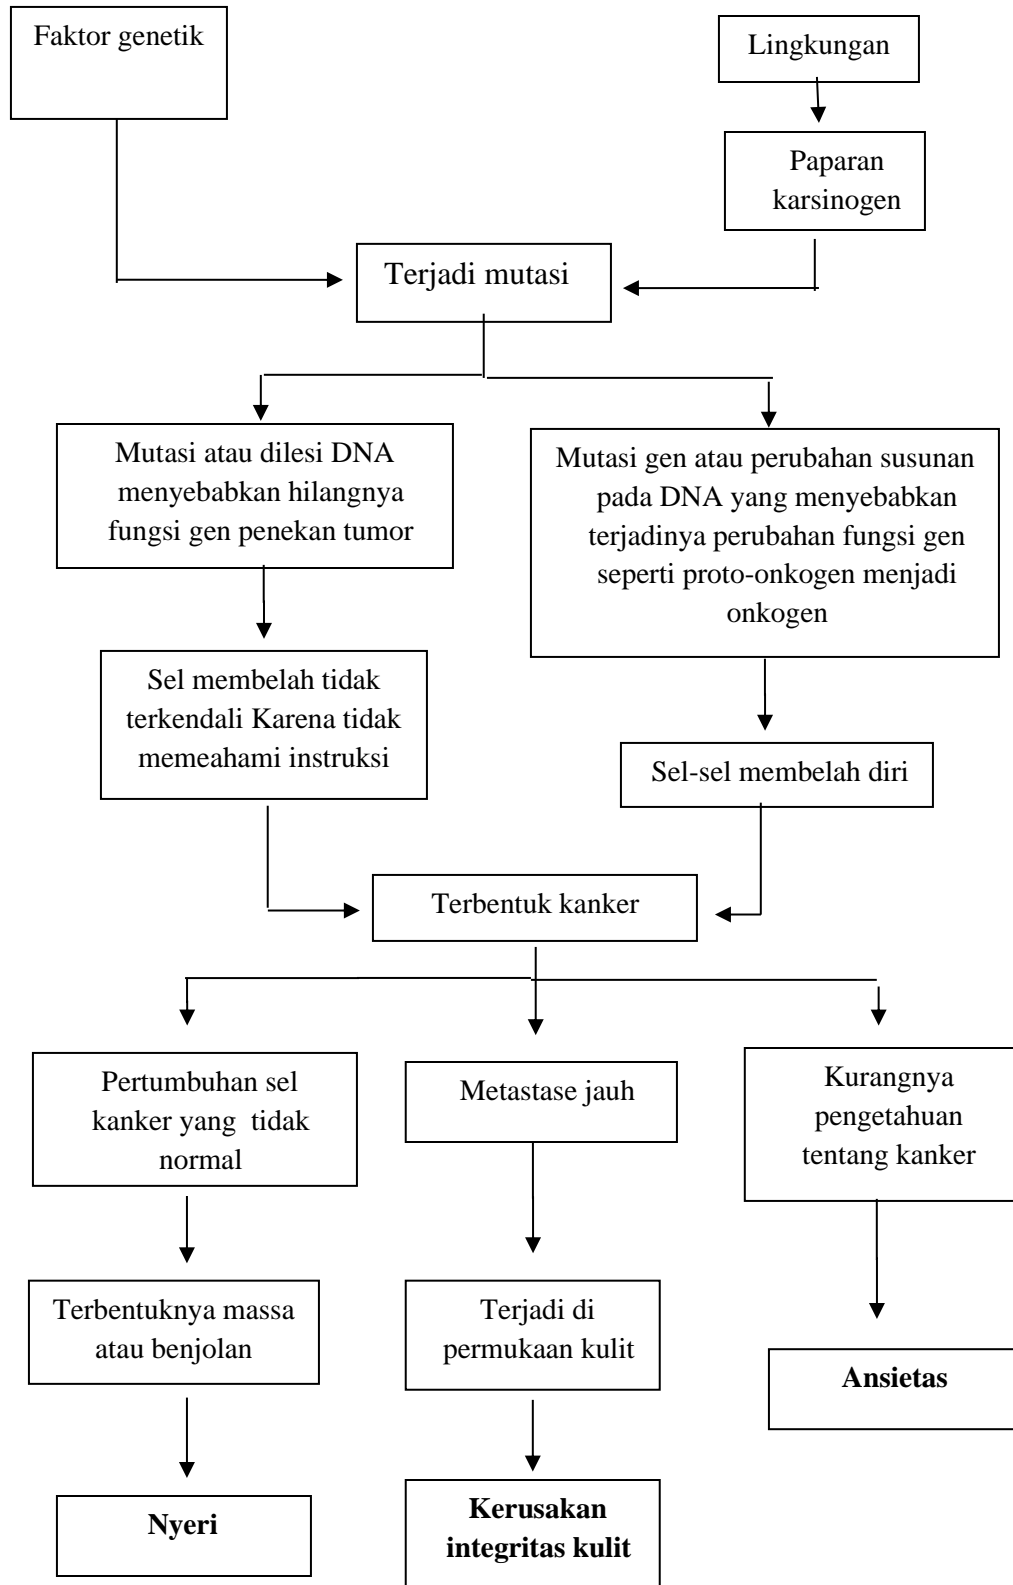 Faktor genetik
Lingkungan
Paparan
karsinogen
Terjadi mutasi
Mutasi atau dilesi DNA
menyebabkan hilangnya
fungsi gen penekan tumor
Mutasi gen atau perubahan susunan
pada DNA yang menyebabkan
terjadinya perubahan fungsi gen
seperti proto-onkogen menjadi
onkogen
Sel membelah tidak
terkendali Karena tidak
memeahami instruksi
Sel-sel membelah diri
Terbentuk kanker
Pertumbuhan sel
kanker yang tidak
normal
Metastase jauh
Kurangnya
pengetahuan
tentang kanker
Terbentuknya massa
atau benjolan
Terjadi di
permukaan kulit
Ansietas
Nyeri
Kerusakan
integritas kulit